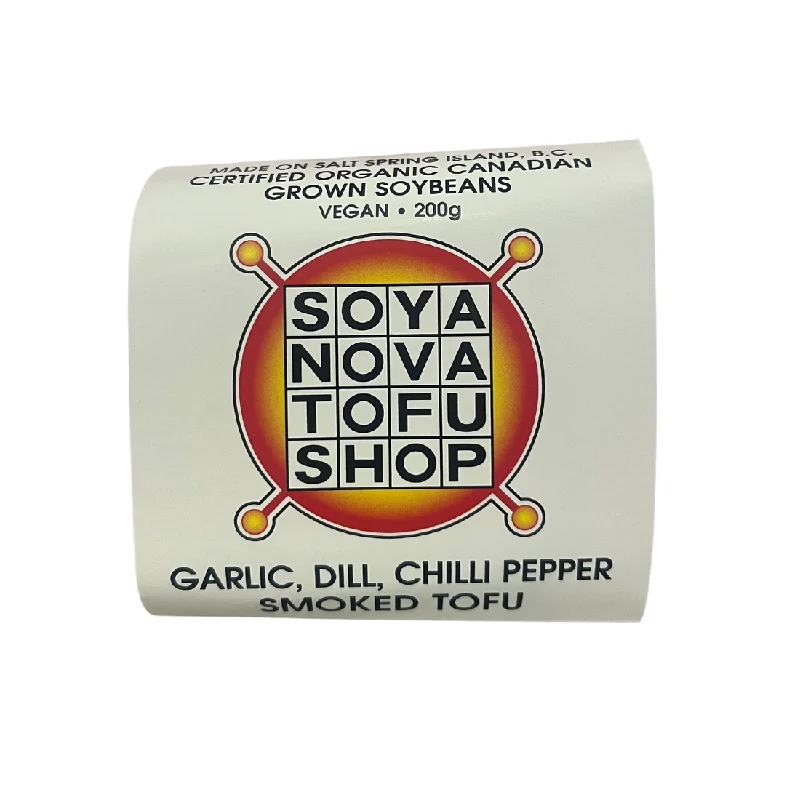 MADE ON SALT SPRING ISLAND, B.C.
CERTIFIED ORGANIC CANADIAN
GROWN SOYBEANS
VEGAN • 200g
SOYA
NOVA
TOFU
SHOP
GARLIC, DILL, CHILLI PEPPER
SMOKED TOFU